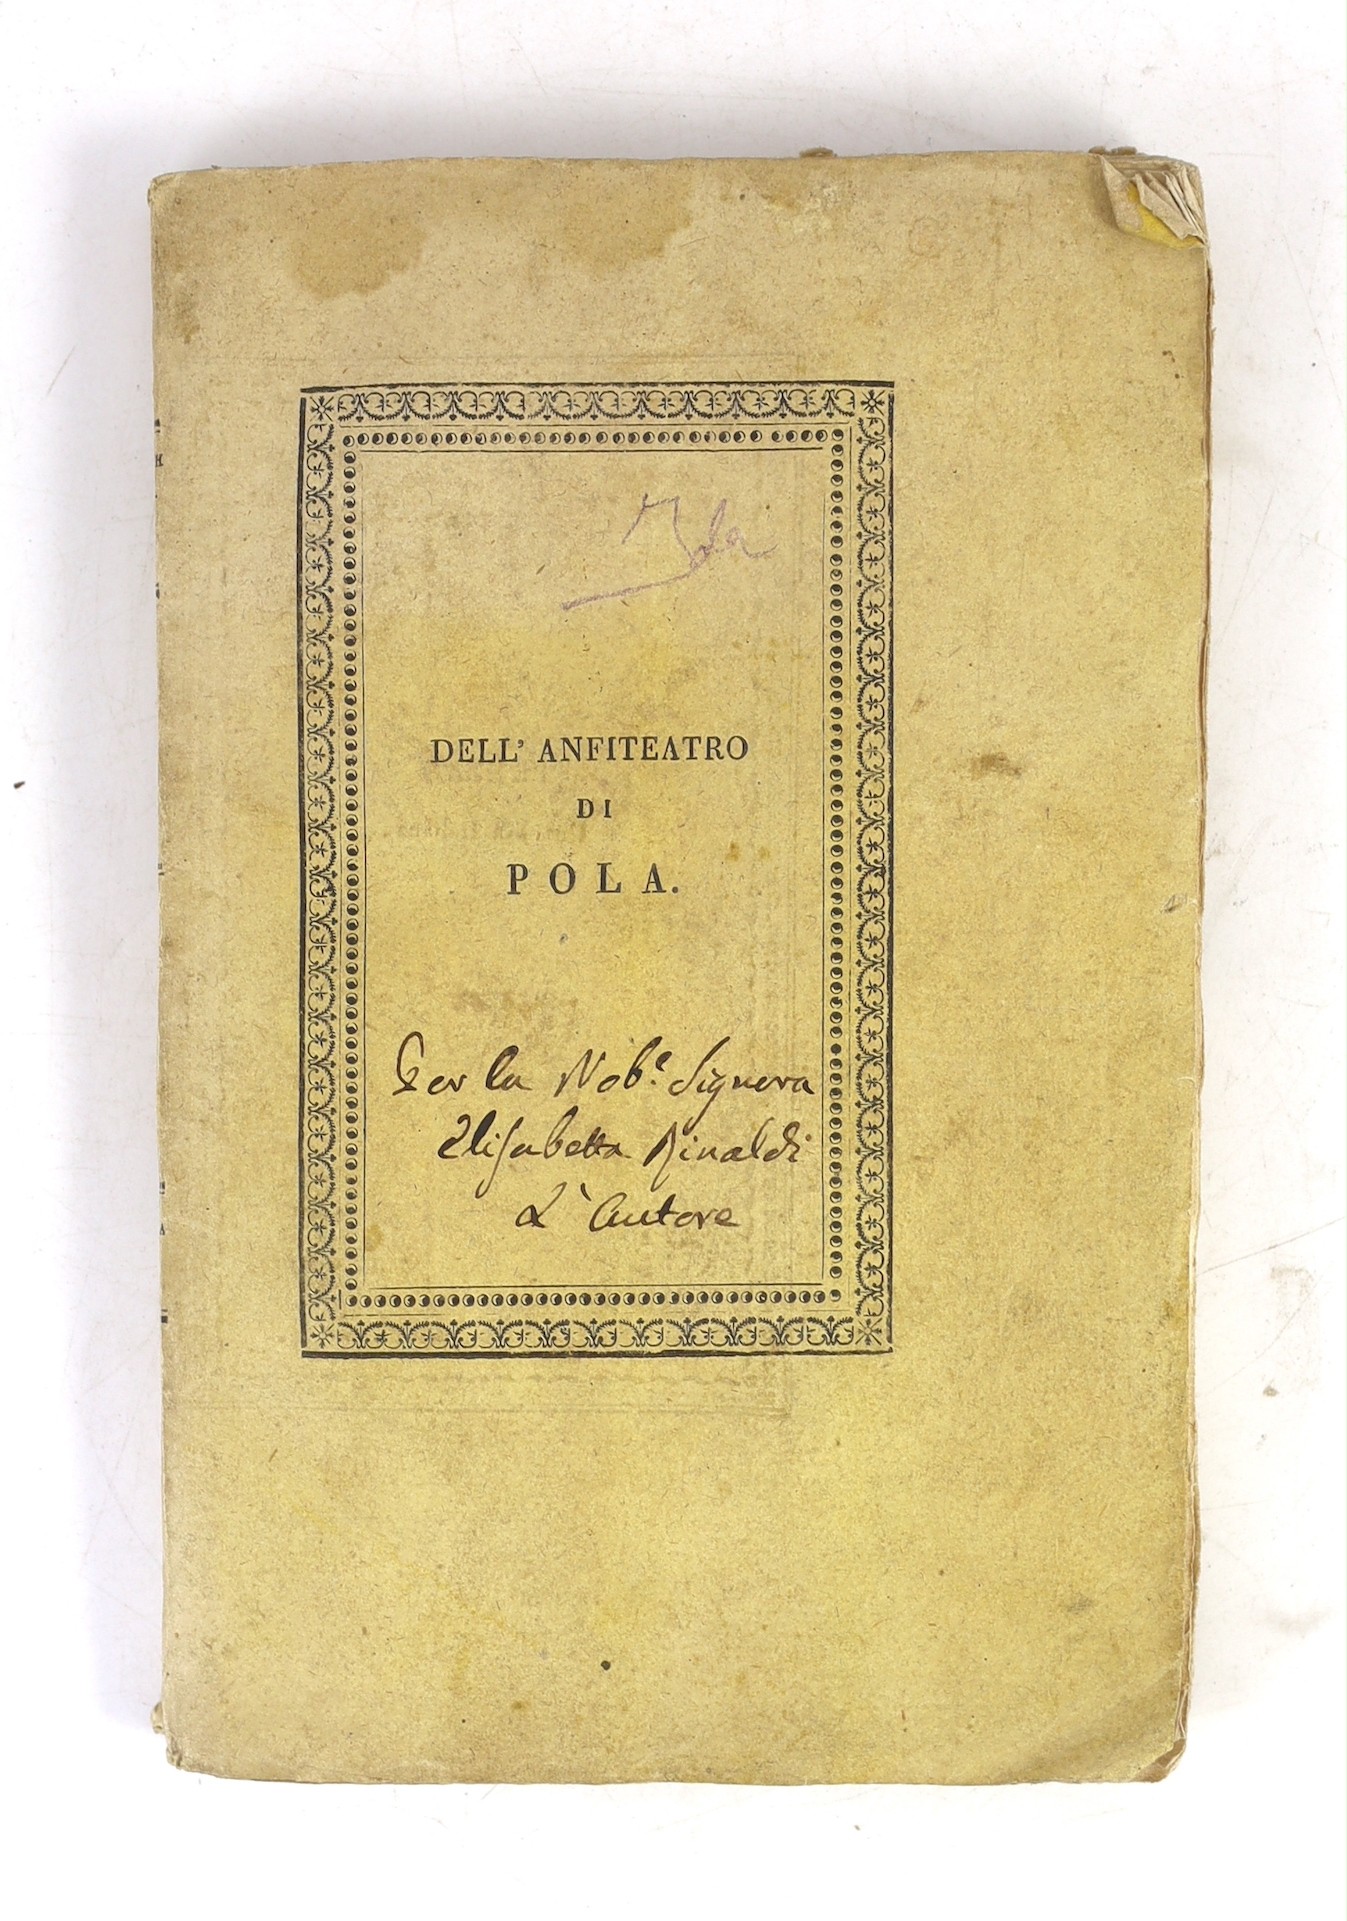 DELL' ANFITEATRO
DI
POLA.
Per la Nob.e Signora
Elisabetta Rinaldi
L'Autore